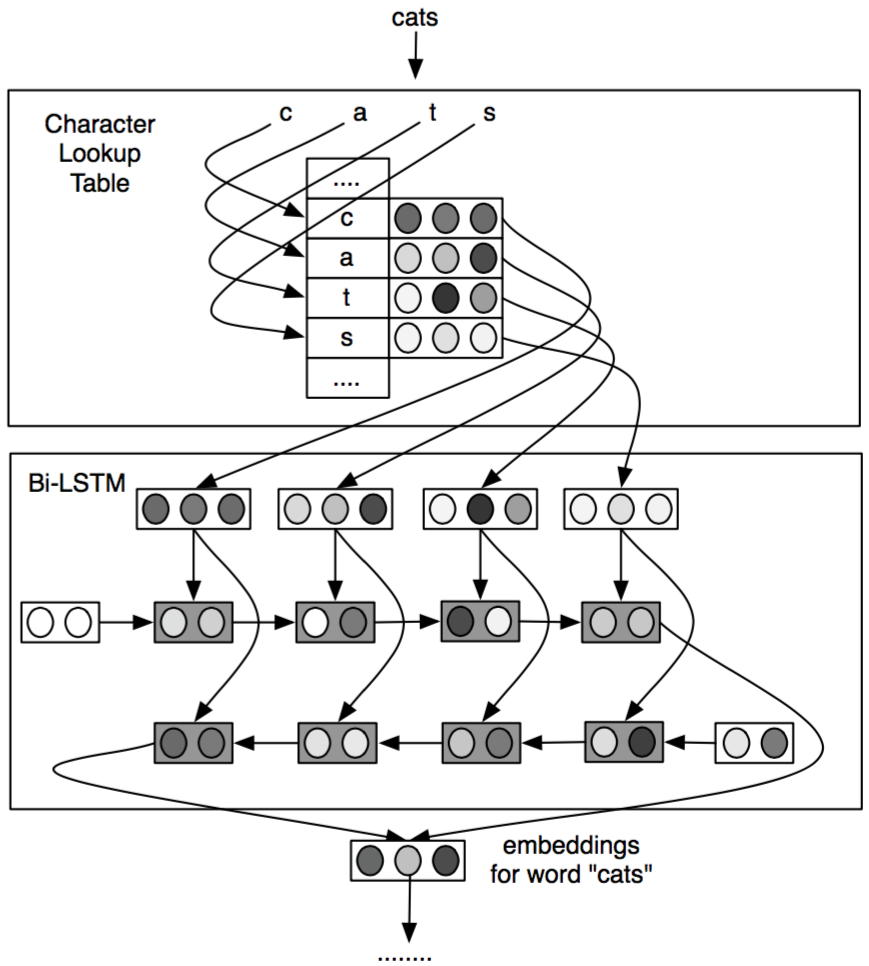 cats
c a t s
Character
Lookup
Table
....
c
a
t
s
....
Bi-LSTM
embeddings
for word "cats"
........